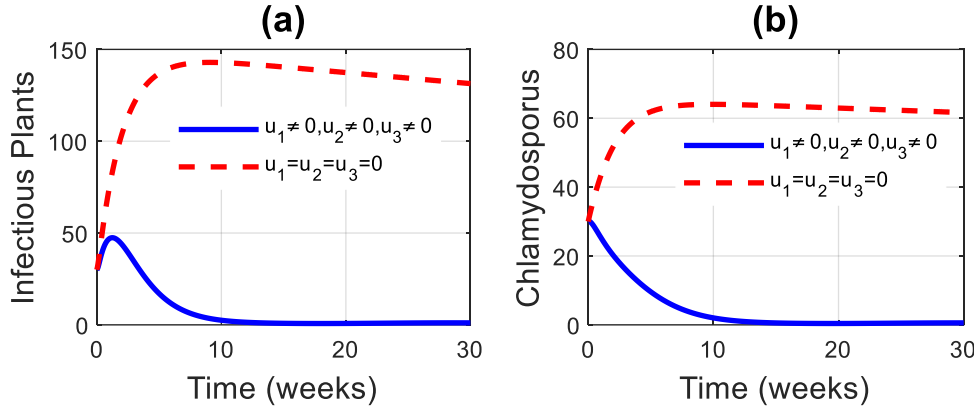 (a)
150
100
50
0
Infectious Plants
u₁ ≠ 0,u₂ ≠ 0,u₃ ≠ 0
u₁=u₂=u₃=0
0 10 20 30
Time (weeks)
(b)
80
60
40
20
0
Chlamydosporus
u₁ ≠ 0,u₂ ≠ 0,u₃ ≠ 0
u₁=u₂=u₃=0
0 10 20 30
Time (weeks)